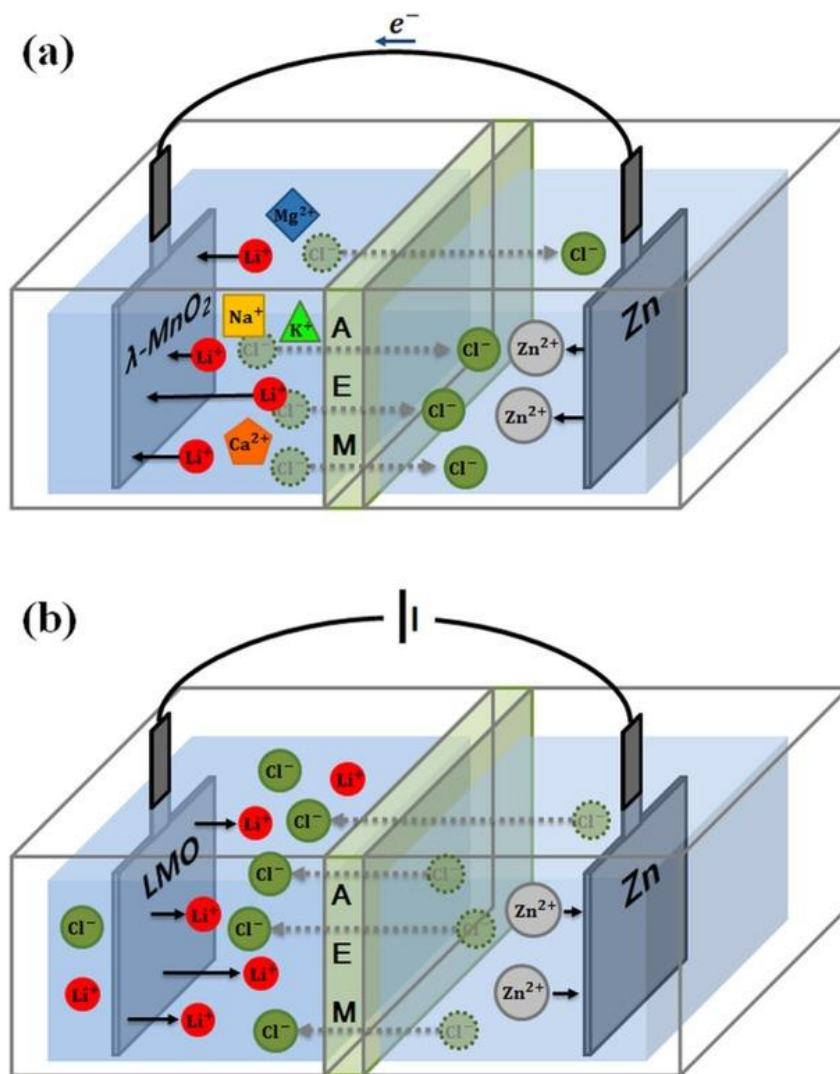 (a)
e⁻
Mg²⁺
Li⁺
Cl⁻
Cl⁻
λ-MnO₂
Na⁺
K⁺
A
Zn
Li⁺
Cl⁻
Cl⁻
Zn²⁺
Li⁺
Cl⁻
E
Cl⁻
Zn²⁺
Li⁺
Ca²⁺
Cl⁻
M
Cl⁻
(b)
Cl⁻
Li⁺
Li⁺
Cl⁻
Cl⁻
LMO
Cl⁻
A
Cl⁻
Zn
Cl⁻
Li⁺
Cl⁻
Cl⁻
Zn²⁺
E
Li⁺
Li⁺
Zn²⁺
Li⁺
Cl⁻
M
Cl⁻